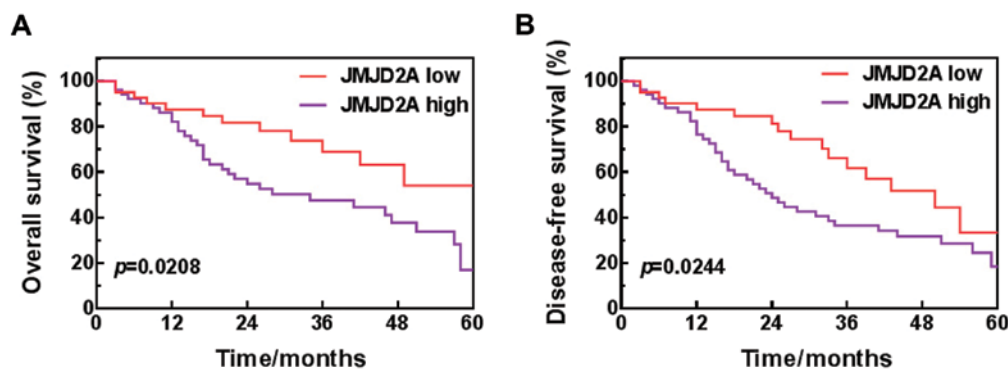 A
Overall survival (%)
100
80
60
40
20
0
JMJD2A low
JMJD2A high
p=0.0208
0 12 24 36 48 60
Time/months
B
Disease-free survival (%)
100
80
60
40
20
0
JMJD2A low
JMJD2A high
p=0.0244
0 12 24 36 48 60
Time/months